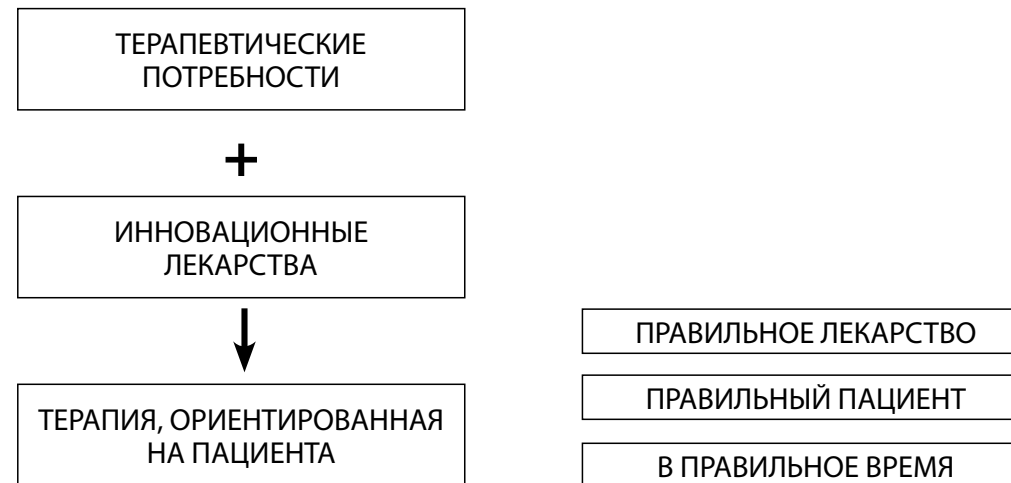 ТЕРАПЕВТИЧЕСКИЕ
ПОТРЕБНОСТИ
+
ИННОВАЦИОННЫЕ
ЛЕКАРСТВА
ТЕРАПИЯ, ОРИЕНТИРОВАННАЯ
НА ПАЦИЕНТА
ПРАВИЛЬНОЕ ЛЕКАРСТВО
ПРАВИЛЬНЫЙ ПАЦИЕНТ
В ПРАВИЛЬНОЕ ВРЕМЯ